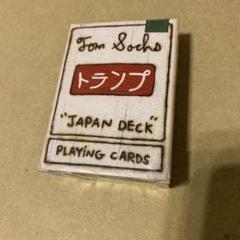 Tom Sachs
トランプ
"JAPAN DECK"
PLAYING CARDS